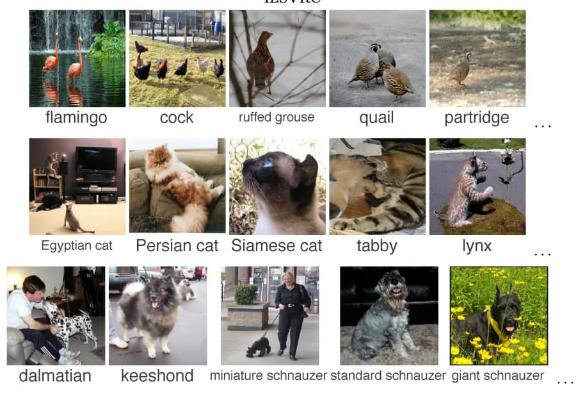 ILSVRC
flamingo cock ruffed grouse quail partridge ...
Egyptian cat Persian cat Siamese cat tabby lynx ...
dalmatian keeshond miniature schnauzer standard schnauzer giant schnauzer ...